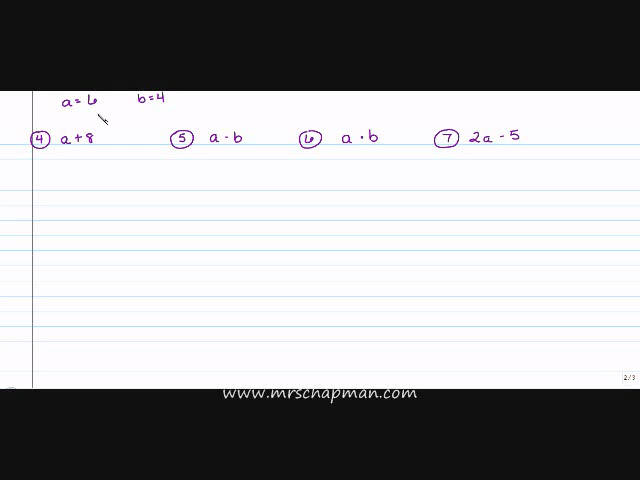 a = 6 b = 4
4 a + 8 5 a - b 6 a · b 7 2a - 5
2/3
www.mrschapman.com